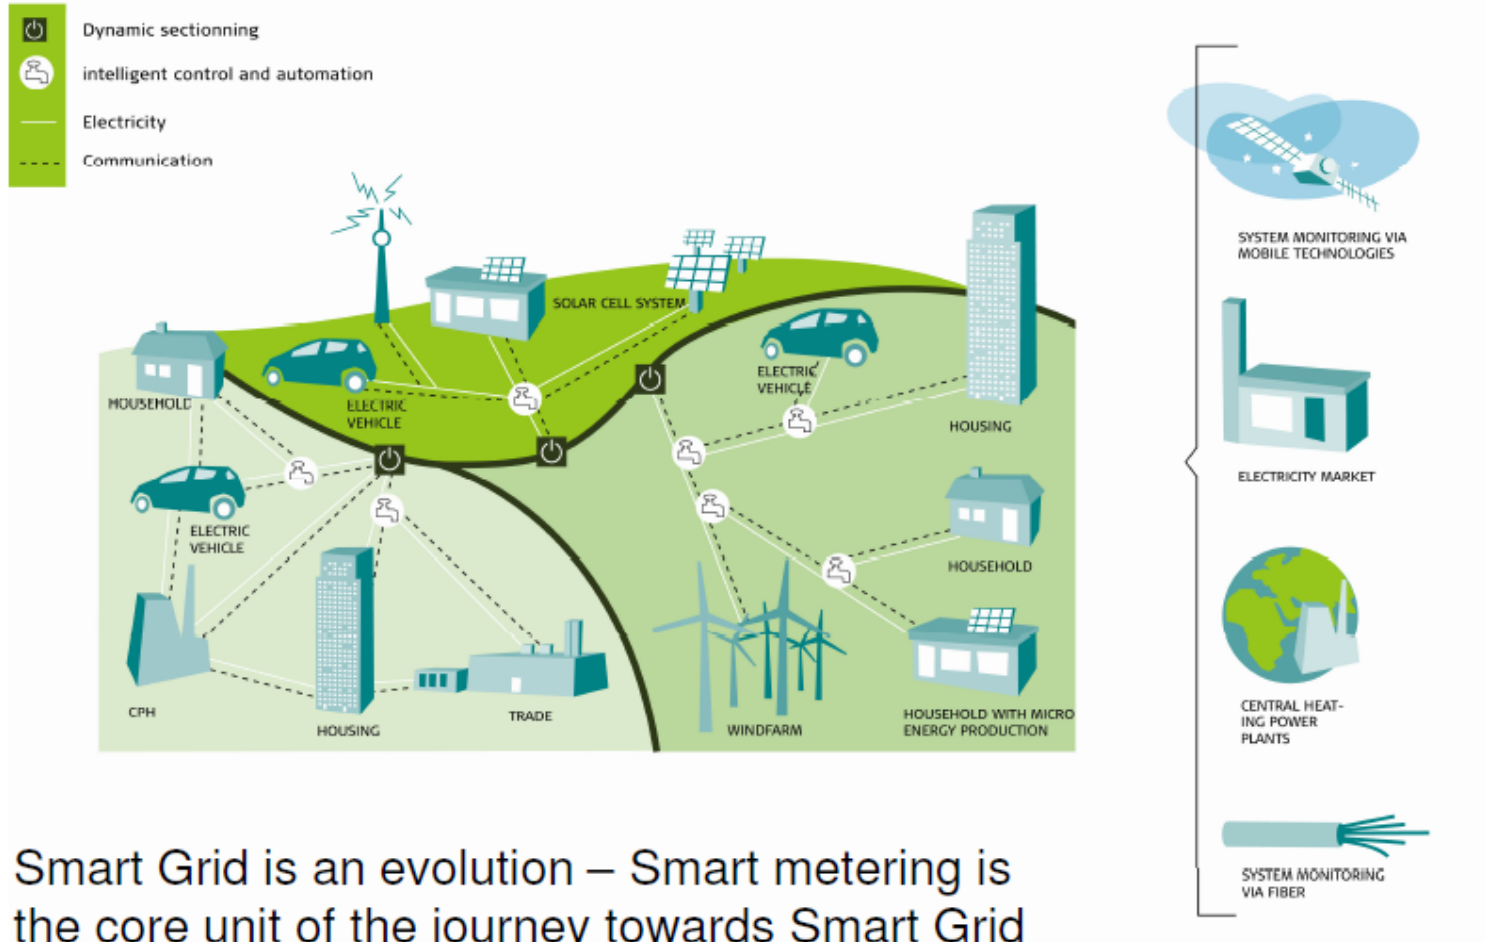 Dynamic sectionning
intelligent control and automation
Electricity
Communication
SOLAR CELL SYSTEM
HOUSEHOLD
ELECTRIC
VEHICLE
ELECTRIC
VEHICLE
HOUSING
ELECTRIC
VEHICLE
HOUSEHOLD
CPH
HOUSING
TRADE
WINDFARM
HOUSEHOLD WITH MICRO
ENERGY PRODUCTION
SYSTEM MONITORING VIA
MOBILE TECHNOLOGIES
ELECTRICITY MARKET
CENTRAL HEAT-
ING POWER
PLANTS
SYSTEM MONITORING
VIA FIBER
Smart Grid is an evolution – Smart metering is
the core unit of the journey towards Smart Grid